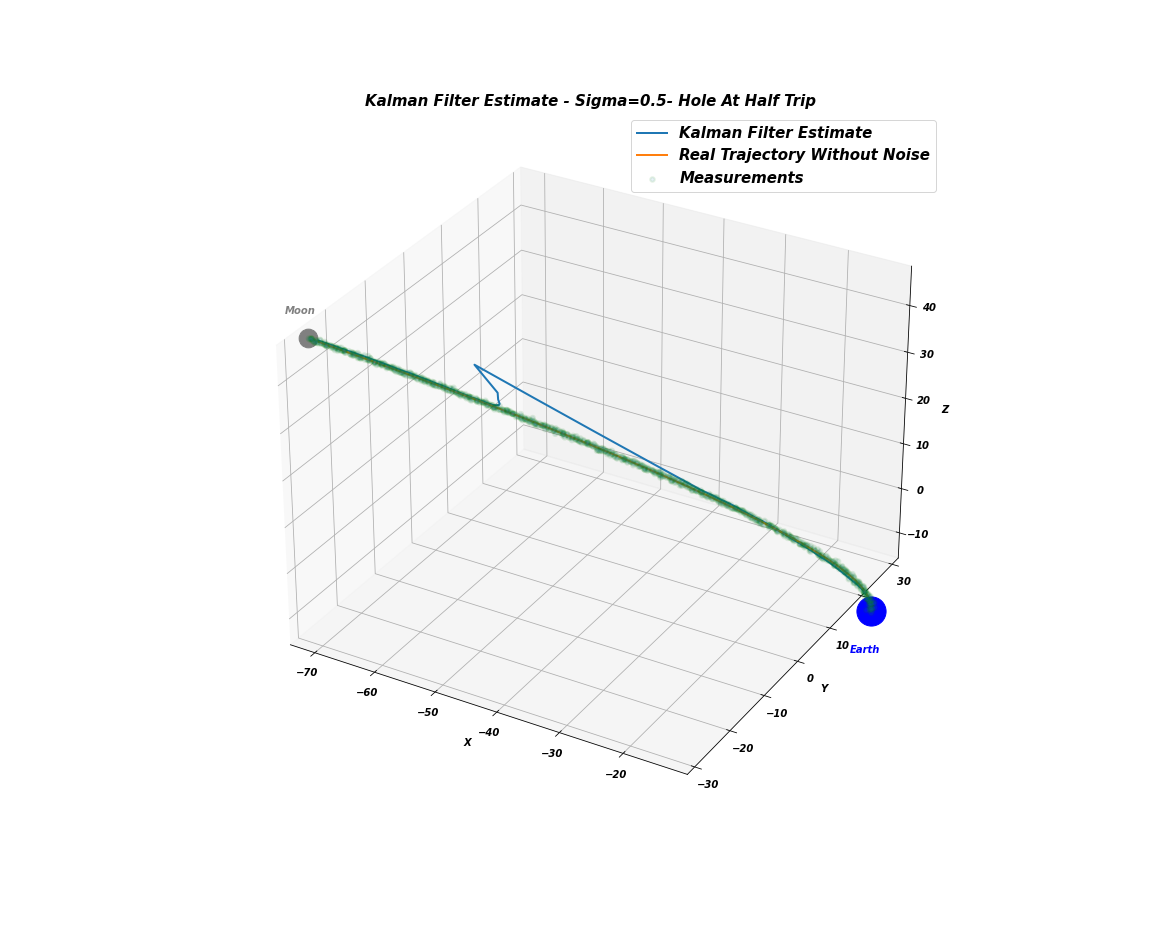 Kalman Filter Estimate - Sigma=0.5- Hole At Half Trip
Kalman Filter Estimate
Real Trajectory Without Noise
Measurements
Moon
40
30
20
Z
10
0
−10
30
10
Earth
0
Y
−10
−20
−30
−70
−60
−50
X
−40
−30
−20